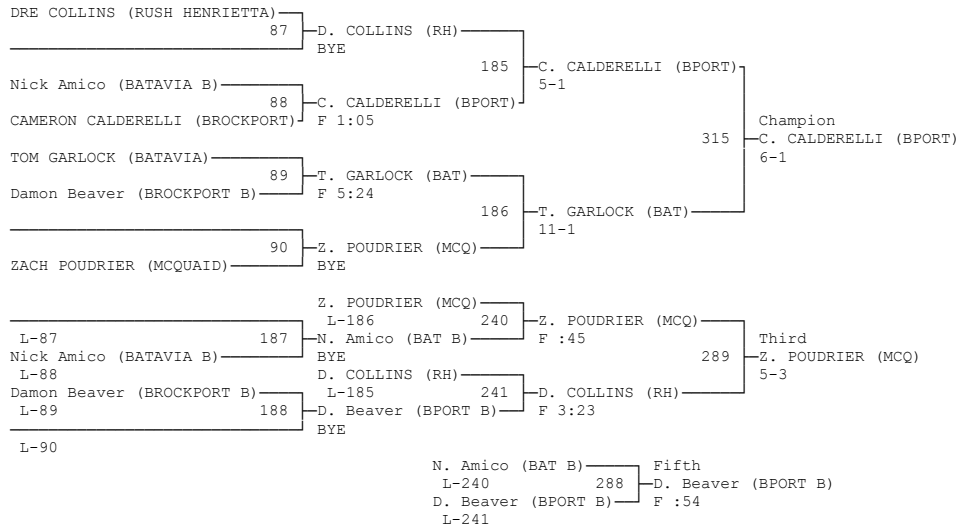 DRE COLLINS (RUSH HENRIETTA)
87 D. COLLINS (RH)
BYE
185 C. CALDERELLI (BPORT)
Nick Amico (BATAVIA B) 5-1
88 C. CALDERELLI (BPORT)
CAMERON CALDERELLI (BROCKPORT) F 1:05 Champion
315 C. CALDERELLI (BPORT)
TOM GARLOCK (BATAVIA) 6-1
89 T. GARLOCK (BAT)
Damon Beaver (BROCKPORT B) F 5:24
186 T. GARLOCK (BAT)
11-1
90 Z. POUDRIER (MCQ)
ZACH POUDRIER (MCQUAID) BYE
Z. POUDRIER (MCQ)
L-186 240 Z. POUDRIER (MCQ)
L-87 187 N. Amico (BAT B) F :45 Third
Nick Amico (BATAVIA B) BYE 289 Z. POUDRIER (MCQ)
L-88 D. COLLINS (RH) 5-3
Damon Beaver (BROCKPORT B) L-185 241 D. COLLINS (RH)
L-89 188 D. Beaver (BPORT B) F 3:23
BYE
L-90
N. Amico (BAT B) Fifth
L-240 288 D. Beaver (BPORT B)
D. Beaver (BPORT B) F :54
L-241